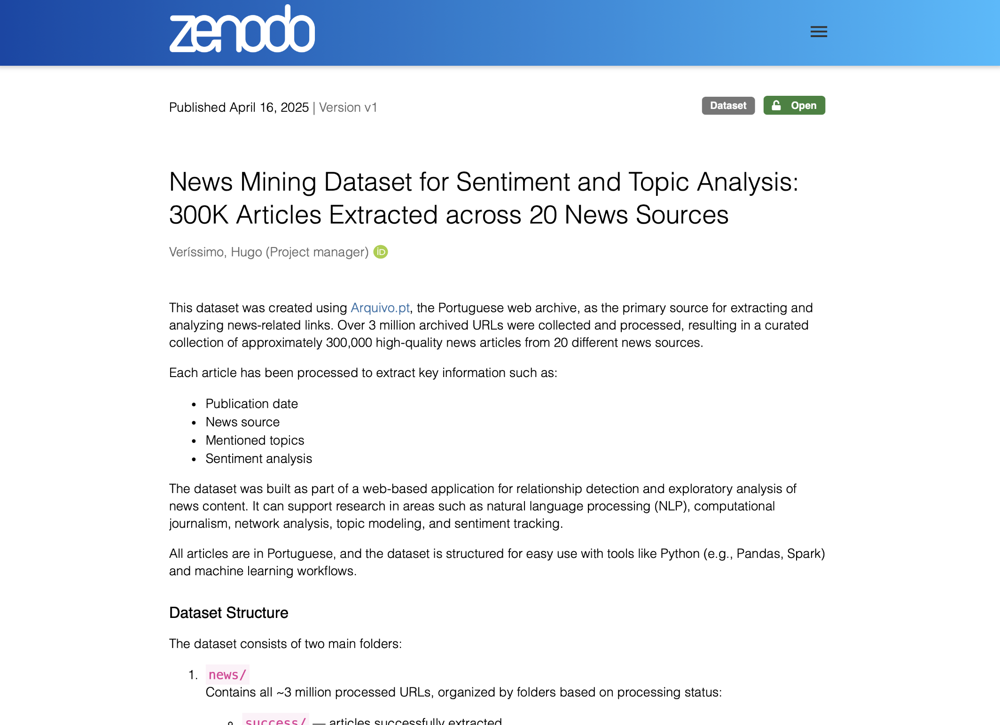 zenodo
Published April 16, 2025 | Version v1
Dataset
Open
News Mining Dataset for Sentiment and Topic Analysis:
300K Articles Extracted across 20 News Sources
Veríssimo, Hugo (Project manager) iD
This dataset was created using Arquivo.pt, the Portuguese web archive, as the primary source for extracting and
analyzing news-related links. Over 3 million archived URLs were collected and processed, resulting in a curated
collection of approximately 300,000 high-quality news articles from 20 different news sources.
Each article has been processed to extract key information such as:
• Publication date
• News source
• Mentioned topics
• Sentiment analysis
The dataset was built as part of a web-based application for relationship detection and exploratory analysis of
news content. It can support research in areas such as natural language processing (NLP), computational
journalism, network analysis, topic modeling, and sentiment tracking.
All articles are in Portuguese, and the dataset is structured for easy use with tools like Python (e.g., Pandas, Spark)
and machine learning workflows.
Dataset Structure
The dataset consists of two main folders:
1. news/
Contains all ~3 million processed URLs, organized by folders based on processing status:
success/ — articles successfully extracted